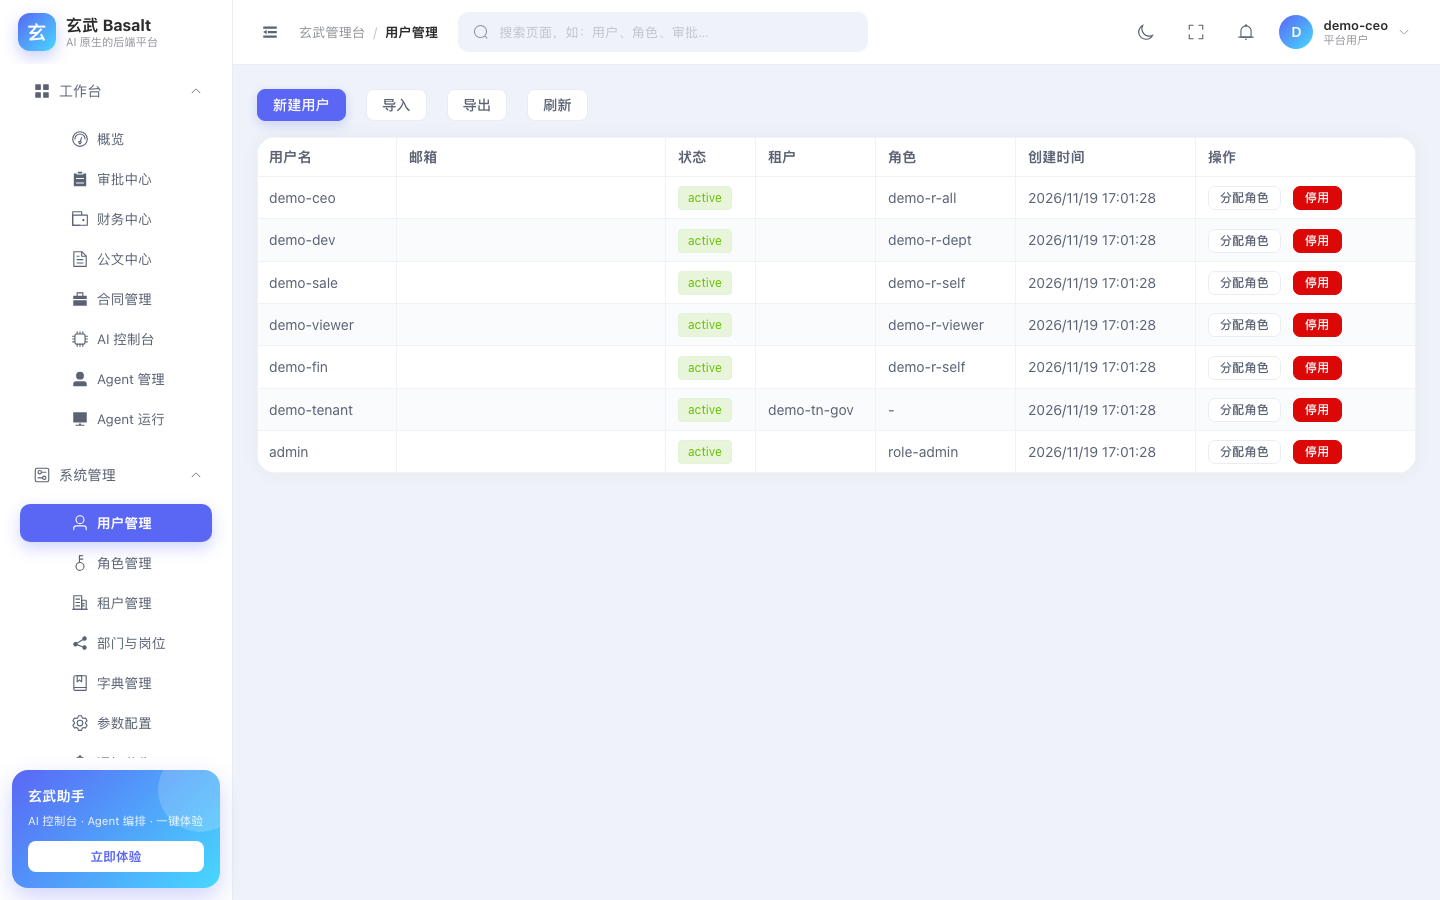 玄
玄武 Basalt
AI 原生的后端平台
玄武管理台 / 用户管理
搜索页面, 如: 用户、角色、审批...
D
demo-ceo
平台用户
工作台
概览
审批中心
财务中心
公文中心
合同管理
AI 控制台
Agent 管理
Agent 运行
系统管理
用户管理
角色管理
租户管理
部门与岗位
字典管理
参数配置
玄武助手
AI 控制台 · Agent 编排 · 一键体验
立即体验
新建用户 导入 导出 刷新
用户名 邮箱 状态 租户 角色 创建时间 操作
demo-ceo active demo-r-all 2026/11/19 17:01:28 分配角色 停用
demo-dev active demo-r-dept 2026/11/19 17:01:28 分配角色 停用
demo-sale active demo-r-self 2026/11/19 17:01:28 分配角色 停用
demo-viewer active demo-r-viewer 2026/11/19 17:01:28 分配角色 停用
demo-fin active demo-r-self 2026/11/19 17:01:28 分配角色 停用
demo-tenant active demo-tn-gov - 2026/11/19 17:01:28 分配角色 停用
admin active role-admin 2026/11/19 17:01:28 分配角色 停用